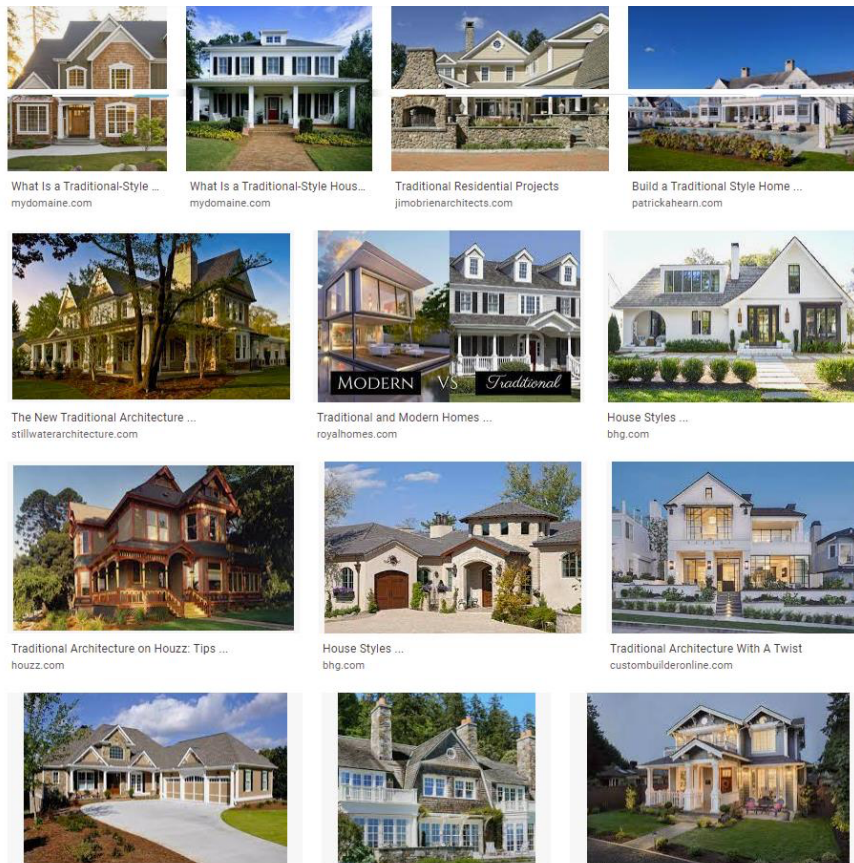 What Is a Traditional-Style ...
mydomaine.com
What Is a Traditional-Style Hous...
mydomaine.com
Traditional Residential Projects
jimobrienarchitects.com
Build a Traditional Style Home ...
patrickahearn.com
MODERN VS Traditional
The New Traditional Architecture ...
stillwaterarchitecture.com
Traditional and Modern Homes ...
royalhomes.com
House Styles ...
bhg.com
Traditional Architecture on Houzz: Tips ...
houzz.com
House Styles ...
bhg.com
Traditional Architecture With A Twist
custombuilderonline.com